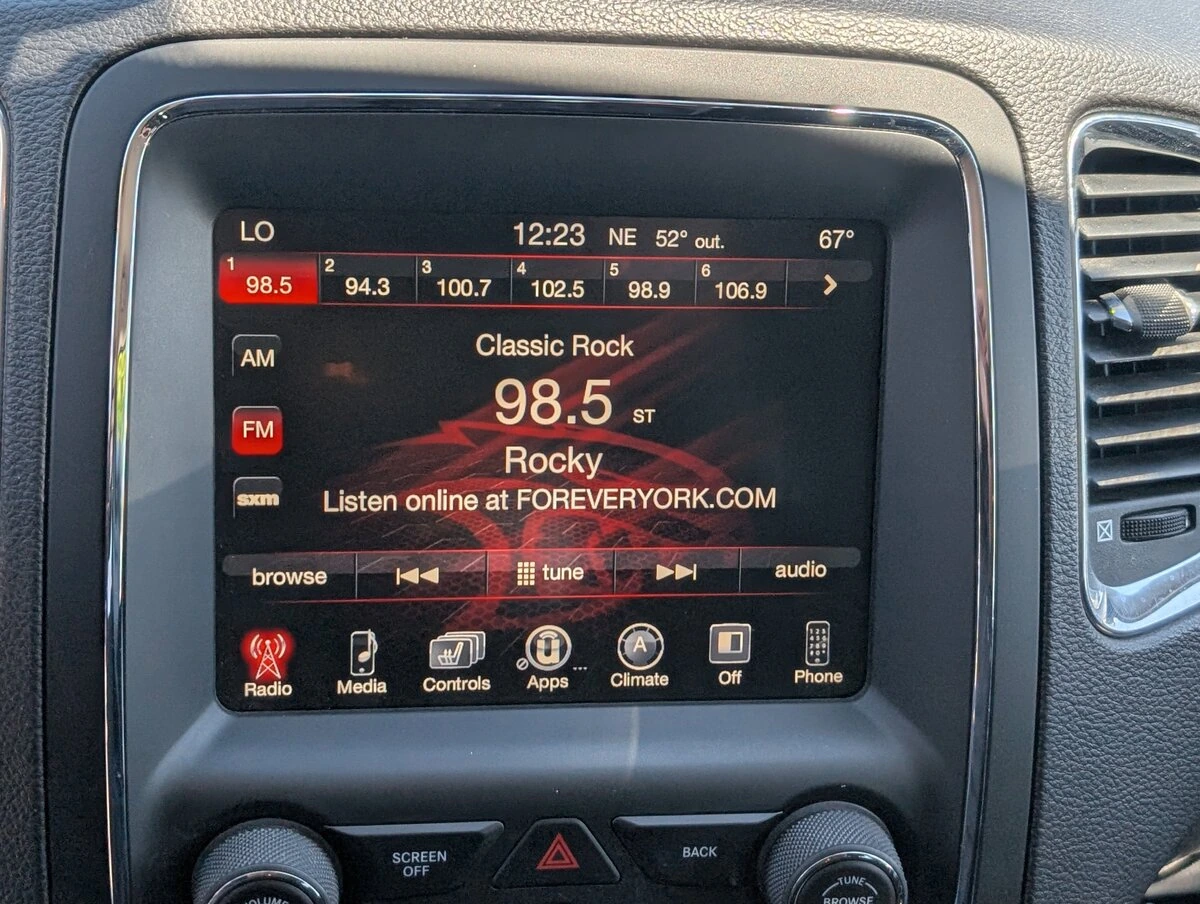 LO 12:23 NE 52° out. 67°
1 98.5 2 94.3 3 100.7 4 102.5 5 98.9 6 106.9 >
Classic Rock
AM
98.5 ST
FM
Rocky
sxm
Listen online at FOREVERYORK.COM
browse tune audio
Radio Media Controls Apps ... Climate Off Phone
A
SCREEN
OFF
BACK
VOLUME
TUNE
BROWSE